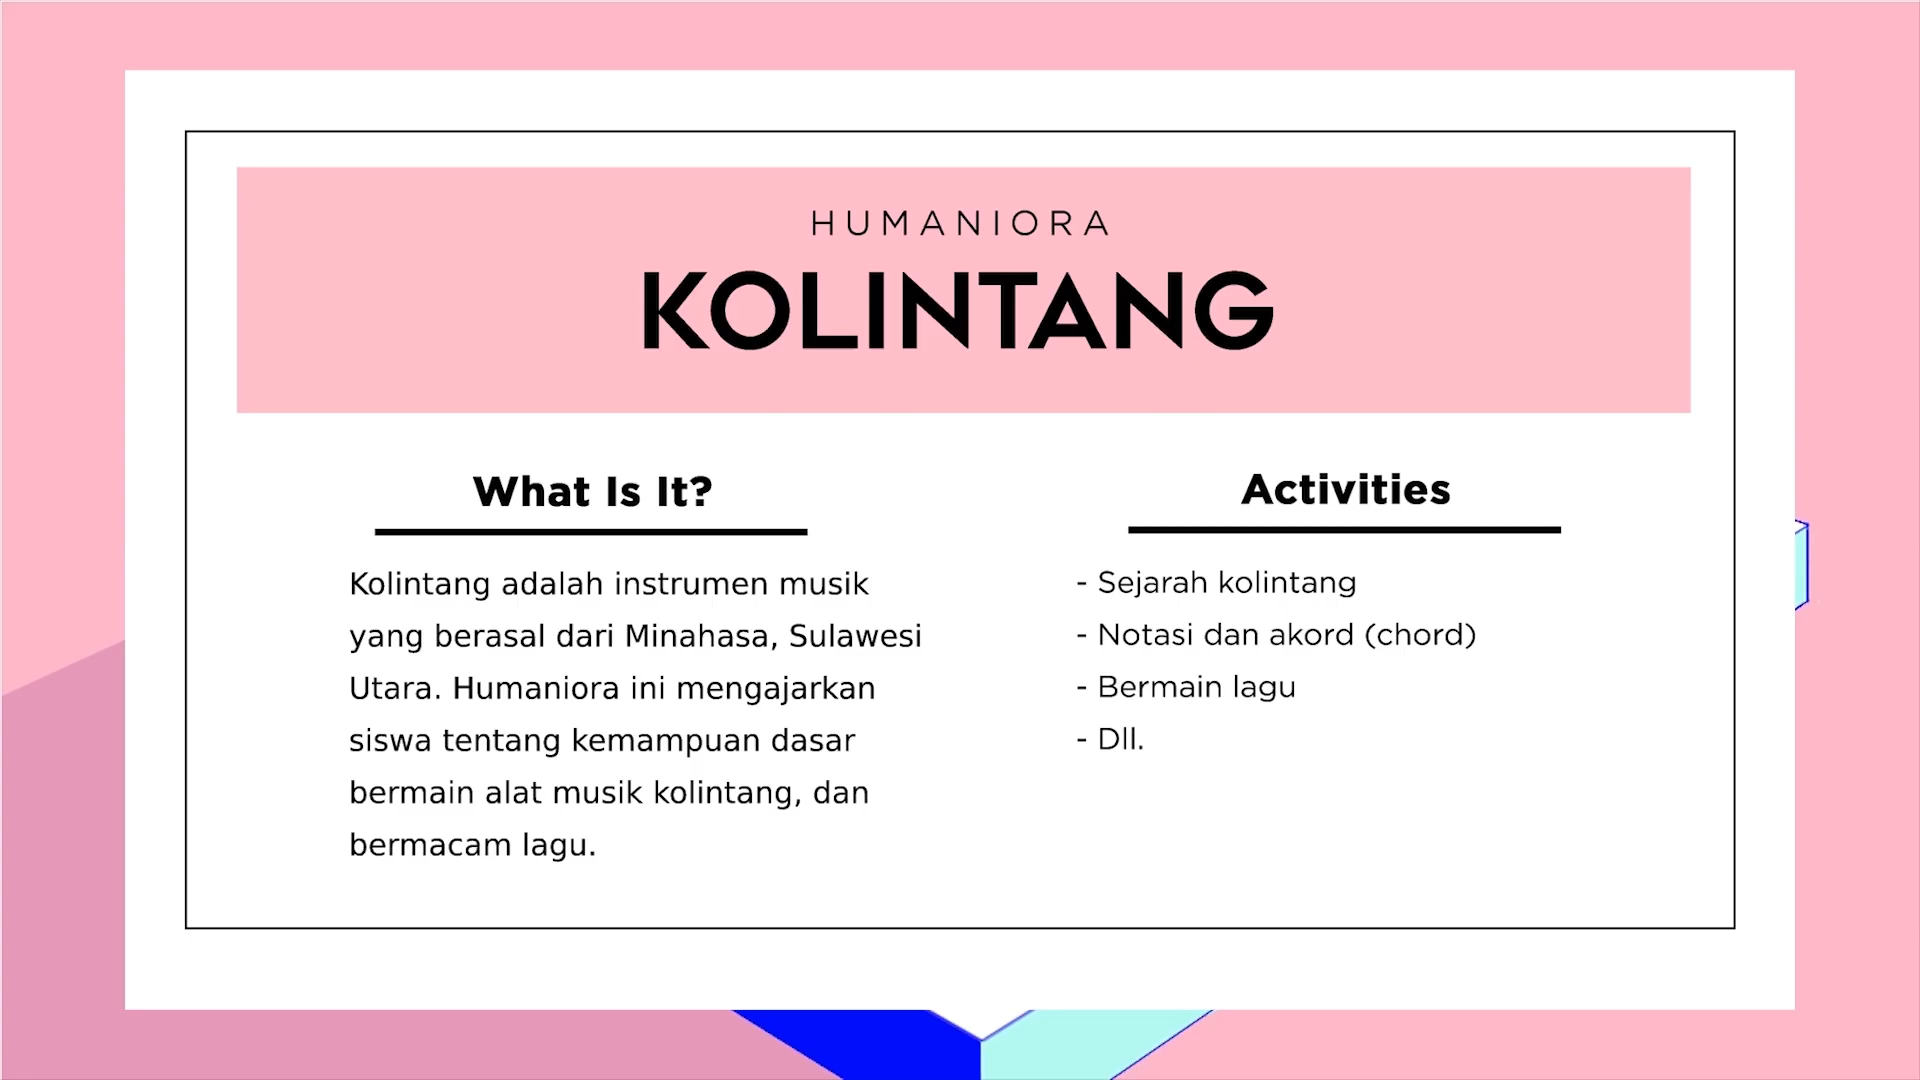 HUMANIORA
KOLINTANG
What Is It?
Kolintang adalah instrumen musik
yang berasal dari Minahasa, Sulawesi
Utara. Humaniora ini mengajarkan
siswa tentang kemampuan dasar
bermain alat musik kolintang, dan
bermacam lagu.
Activities
- Sejarah kolintang
- Notasi dan akord (chord)
- Bermain lagu
- Dll.